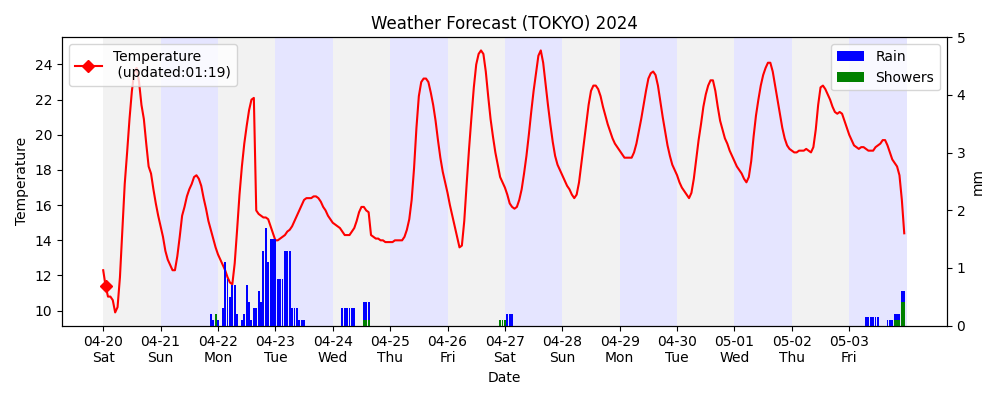 Weather Forecast (TOKYO) 2024
Temperature
(updated:01:19)
Rain
Showers
Temperature
24
22
20
18
16
14
12
10
5
4
3
2
1
0
mm
04-20 04-21 04-22 04-23 04-24 04-25 04-26 04-27 04-28 04-29 04-30 05-01 05-02 05-03
Sat Sun Mon Tue Wed Thu Fri Sat Sun Mon Tue Wed Thu Fri
Date